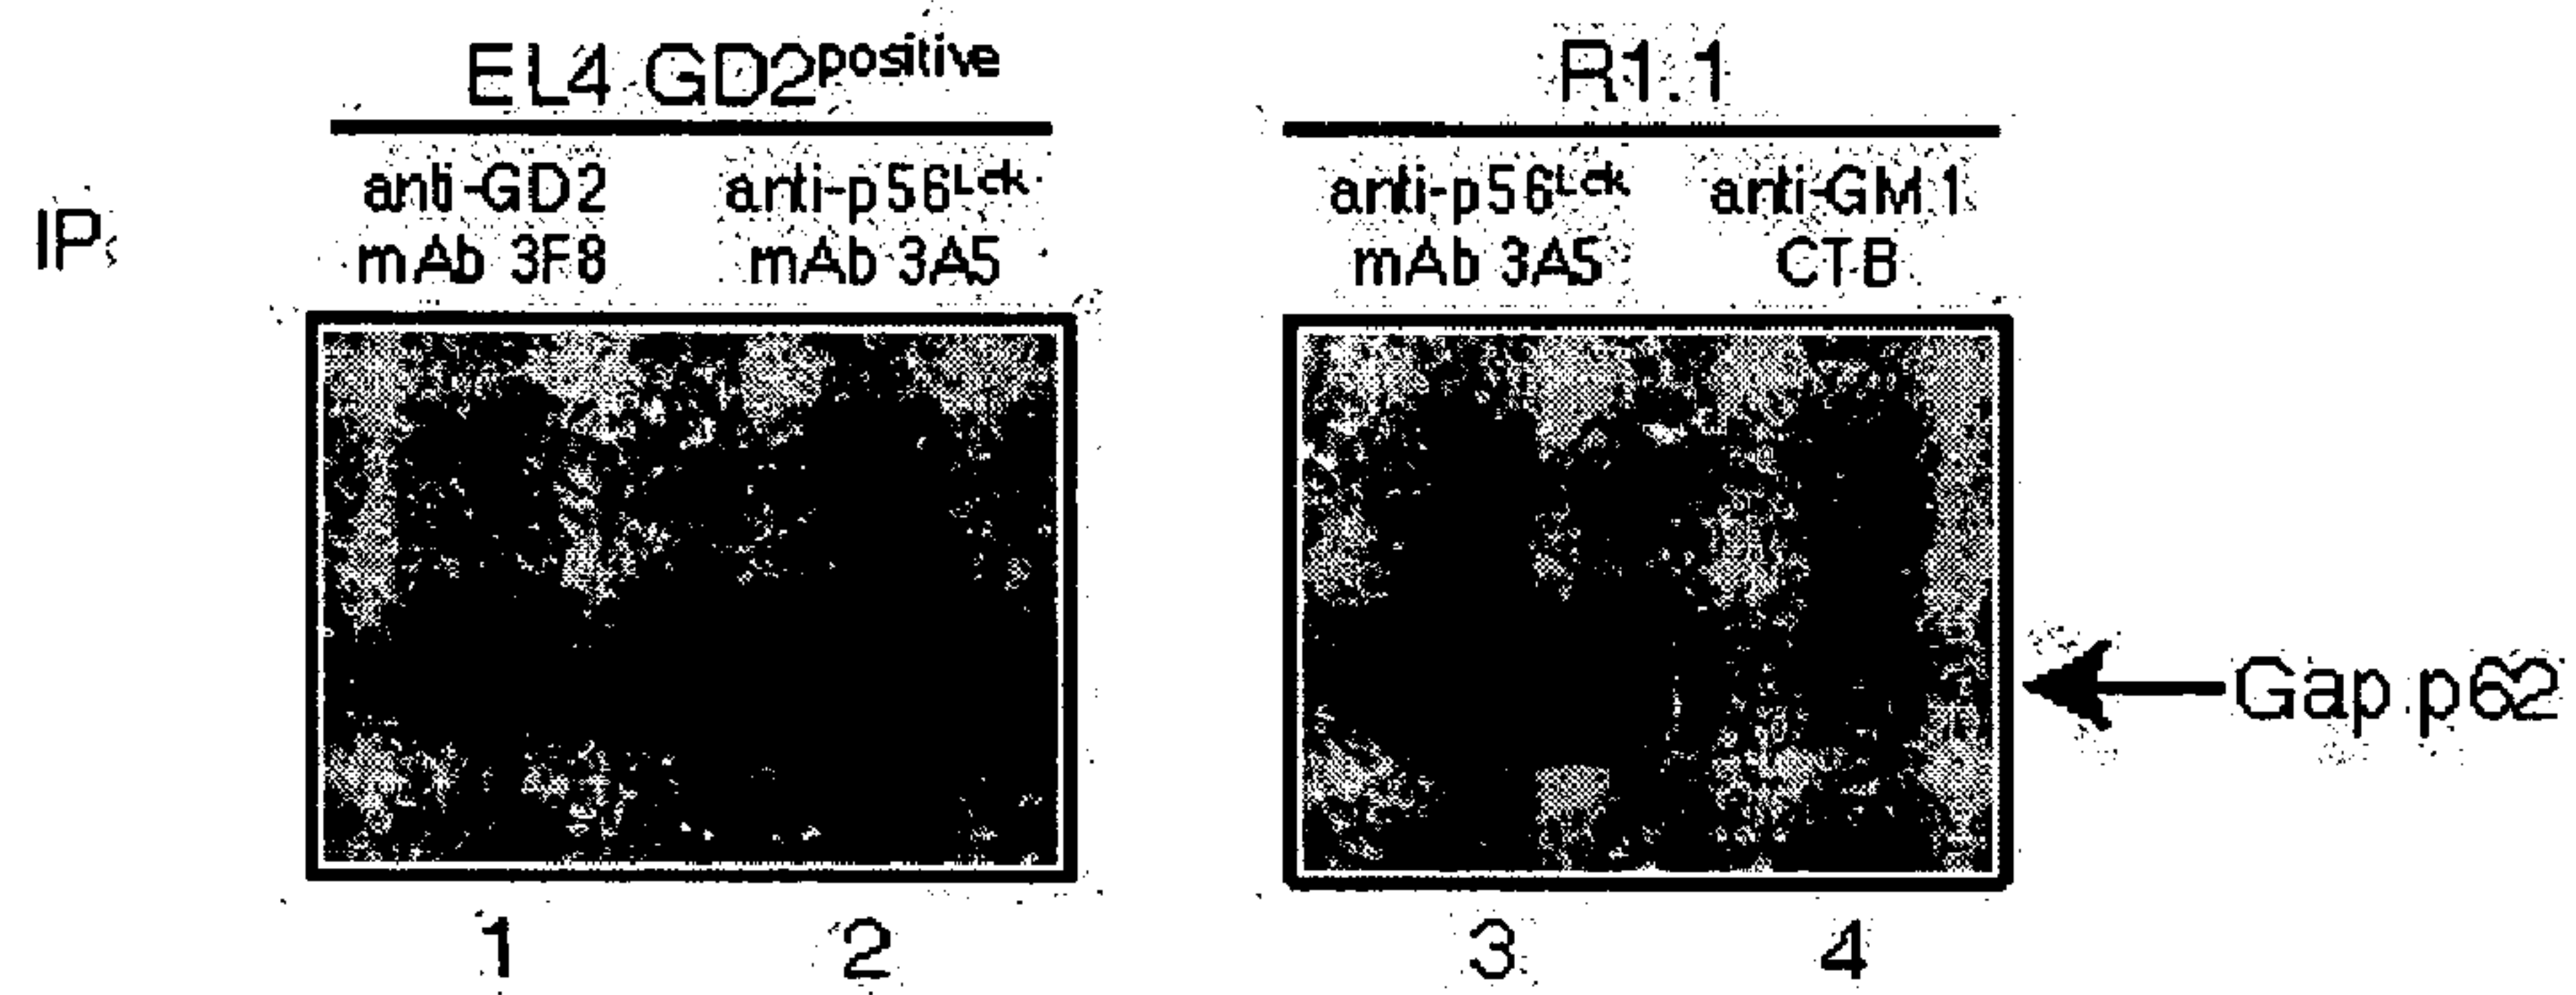 EL4 GD2positive
R1.1
IP:
anti-GD2
mAb 3F8
anti-p56Lck
mAb 3A5
anti-p56Lck
mAb 3A5
anti-GM1
CTB
Gap p62
1
2
3
4